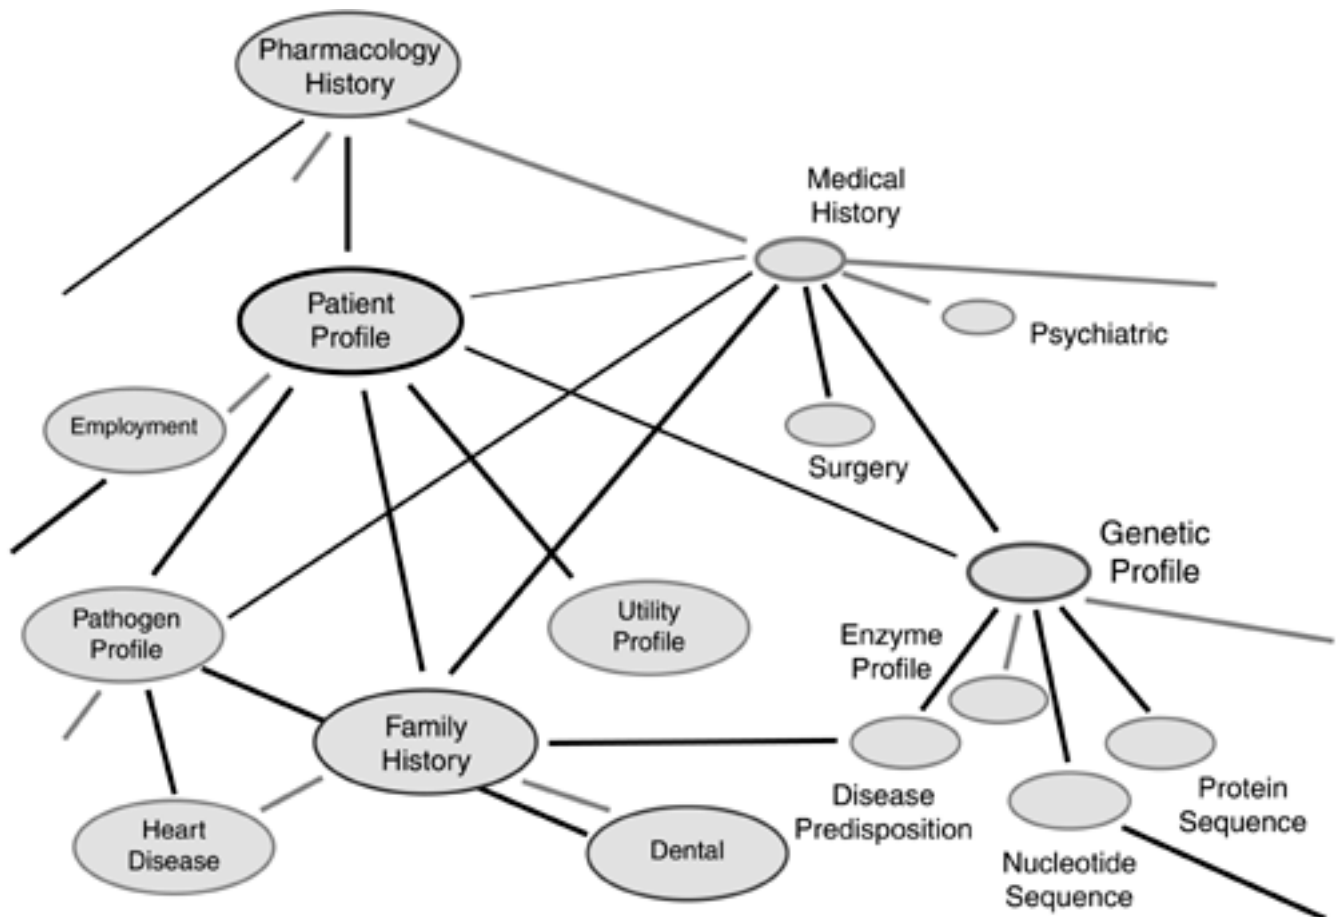 Pharmacology
History
Medical
History
Patient
Profile
Psychiatric
Employment
Surgery
Genetic
Profile
Pathogen
Profile
Utility
Profile
Enzyme
Profile
Family
History
Disease
Predisposition
Protein
Sequence
Heart
Disease
Dental
Nucleotide
Sequence